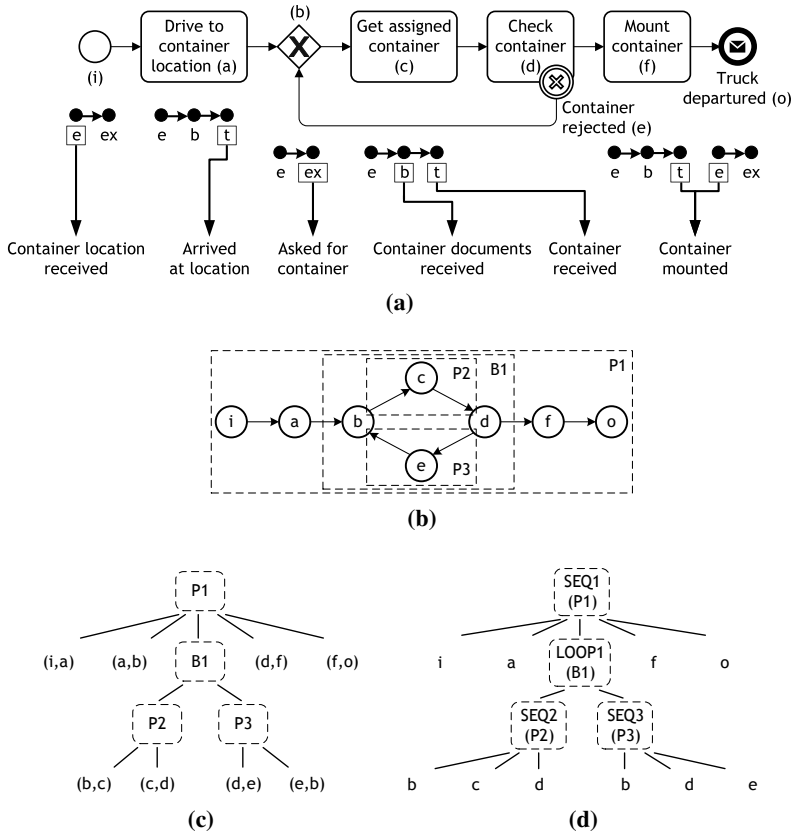 (b)
Drive to
container
location (a)
Get assigned
container
(c)
Check
container
(d)
Mount
container
(f)
(i)
Truck
departured (o)
Container
rejected (e)
e ex
e b t
e ex
e b t
e b t e ex
Container location
received
Arrived
at location
Asked for
container
Container documents
received
Container
received
Container
mounted
(a)
P1
B1
P2
c
i a b d f o
e
P3
(b)
P1
(i,a) (a,b) B1 (d,f) (f,o)
P2 P3
(b,c) (c,d) (d,e) (e,b)
(c)
SEQ1
(P1)
i a LOOP1 f o
(B1)
SEQ2 SEQ3
(P2) (P3)
b c d b d e
(d)